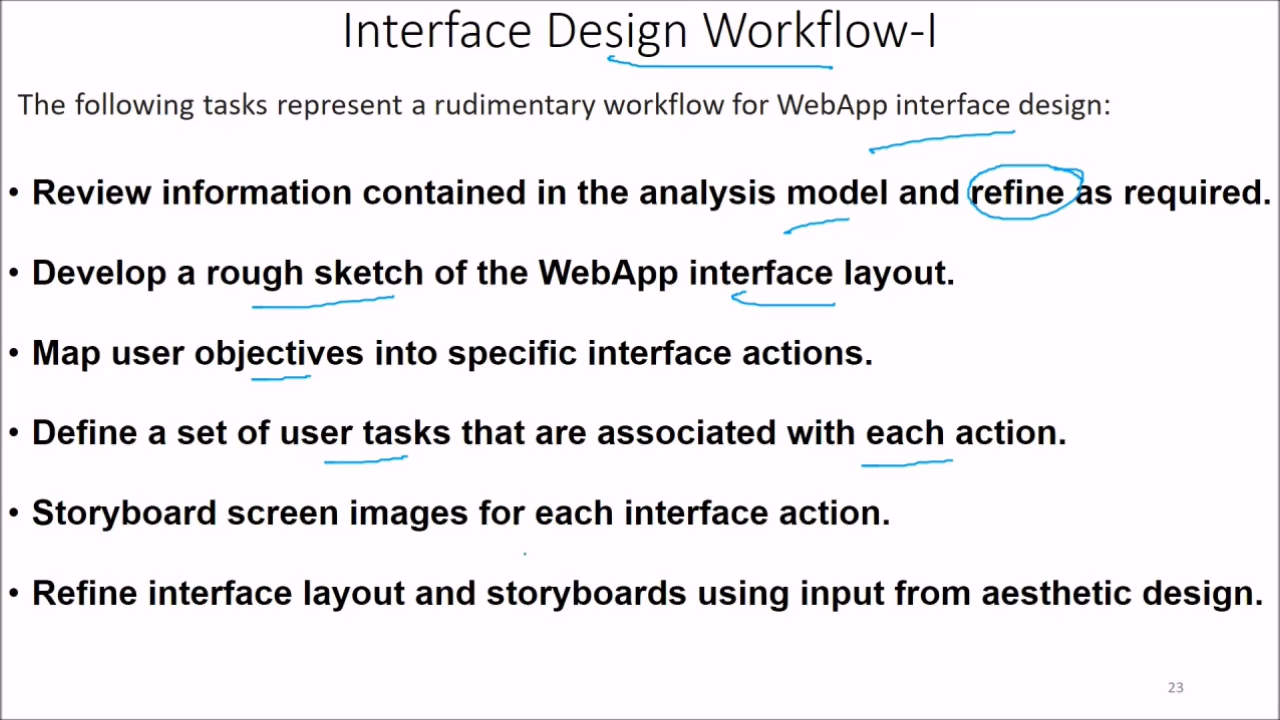 Interface Design Workflow-I
The following tasks represent a rudimentary workflow for WebApp interface design:
• Review information contained in the analysis model and refine as required.
• Develop a rough sketch of the WebApp interface layout.
• Map user objectives into specific interface actions.
• Define a set of user tasks that are associated with each action.
• Storyboard screen images for each interface action.
• Refine interface layout and storyboards using input from aesthetic design.
23